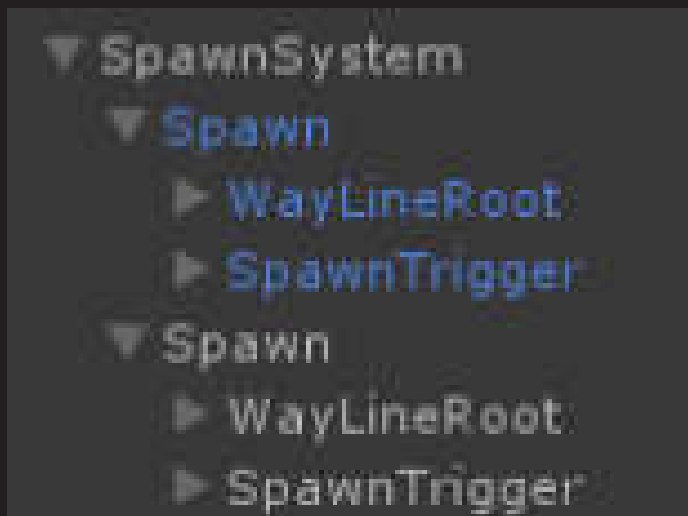 SpawnSystem
Spawn
WayLineRoot
SpawnTrigger
Spawn
WayLineRoot
SpawnTrigger